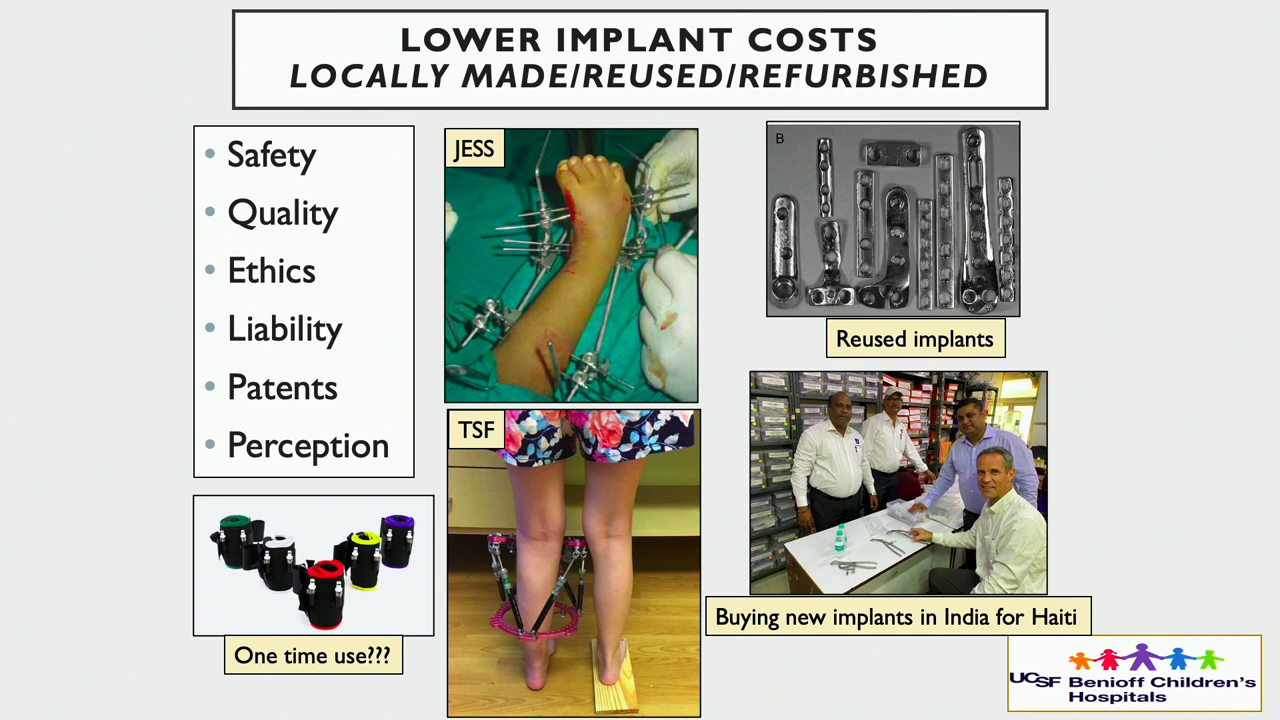 LOWER IMPLANT COSTS
LOCALLY MADE/REUSED/REFURBISHED
• Safety
• Quality
• Ethics
• Liability
• Patents
• Perception
One time use???
JESS
TSF
B
Reused implants
Buying new implants in India for Haiti
UCSF Benioff Children's
Hospitals